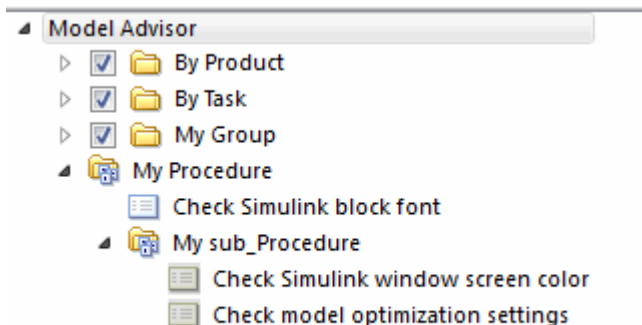 Model Advisor
By Product
By Task
My Group
My Procedure
Check Simulink block font
My sub_Procedure
Check Simulink window screen color
Check model optimization settings